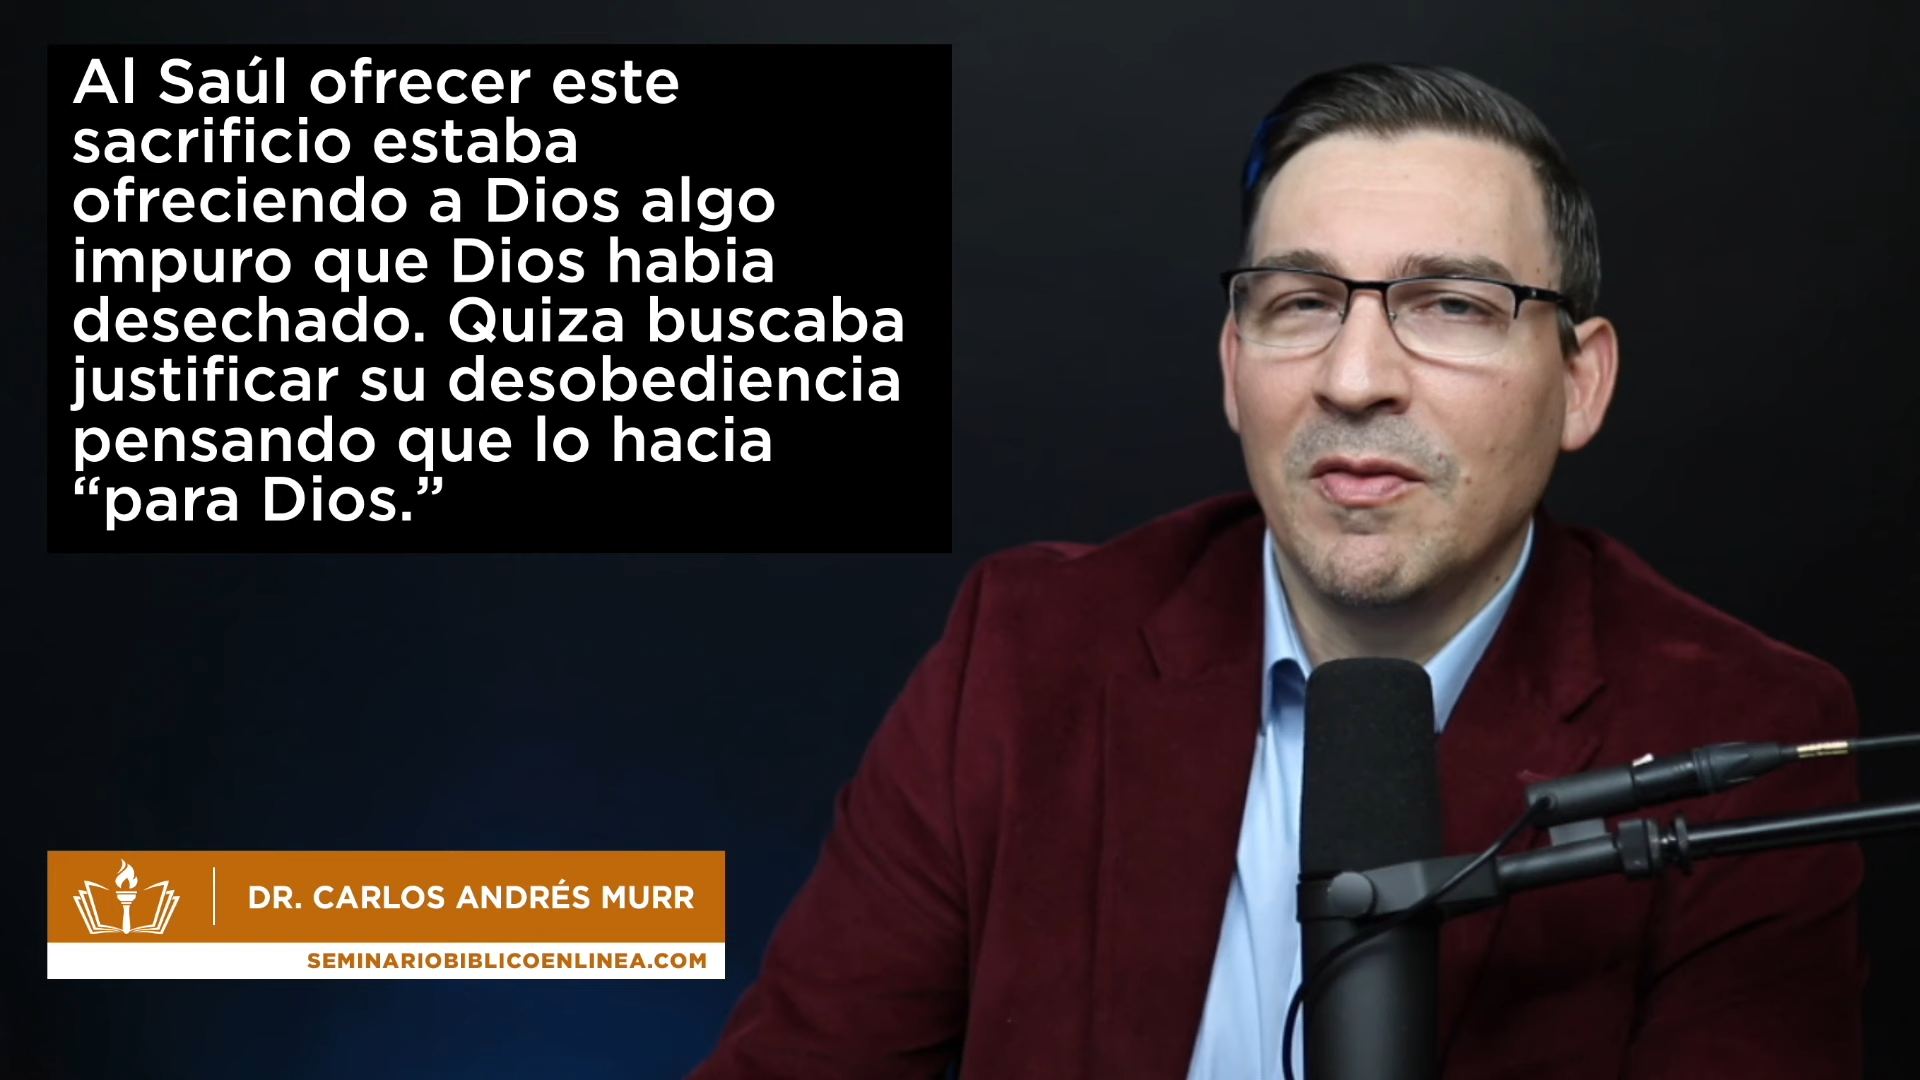 Al Saúl ofrecer este
sacrificio estaba
ofreciendo a Dios algo
impuro que Dios habia
desechado. Quiza buscaba
justificar su desobediencia
pensando que lo hacia
“para Dios.”
DR. CARLOS ANDRÉS MURR
SEMINARIOBIBLICOENLINEA.COM